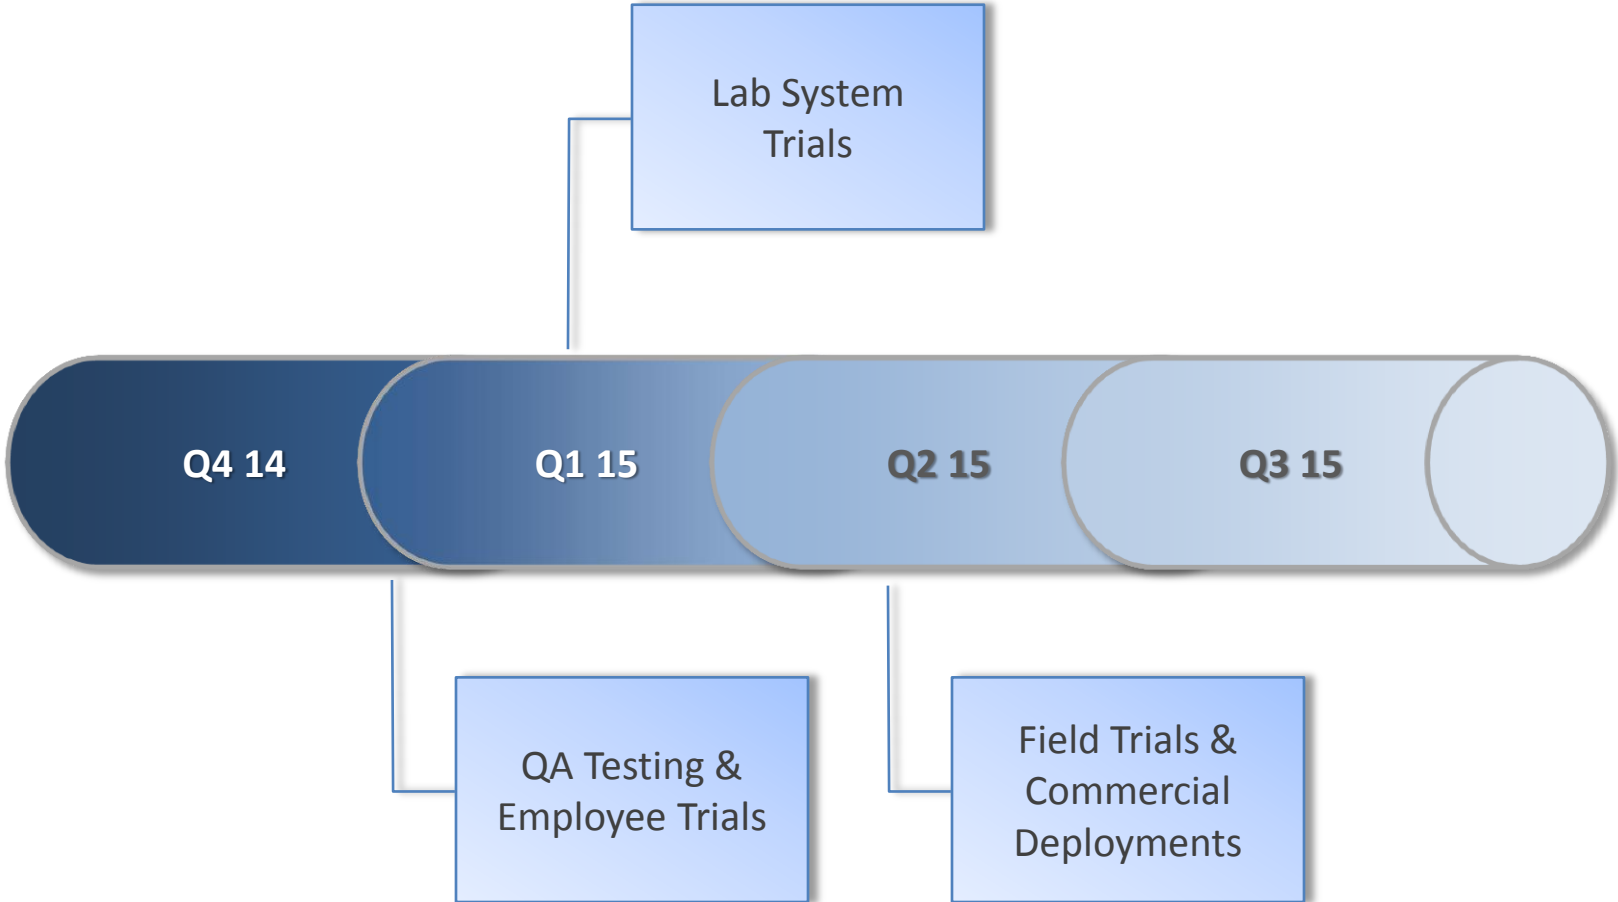 Lab System
Trials
Q4 14
Q1 15
Q2 15
Q3 15
QA Testing &
Employee Trials
Field Trials &
Commercial
Deployments